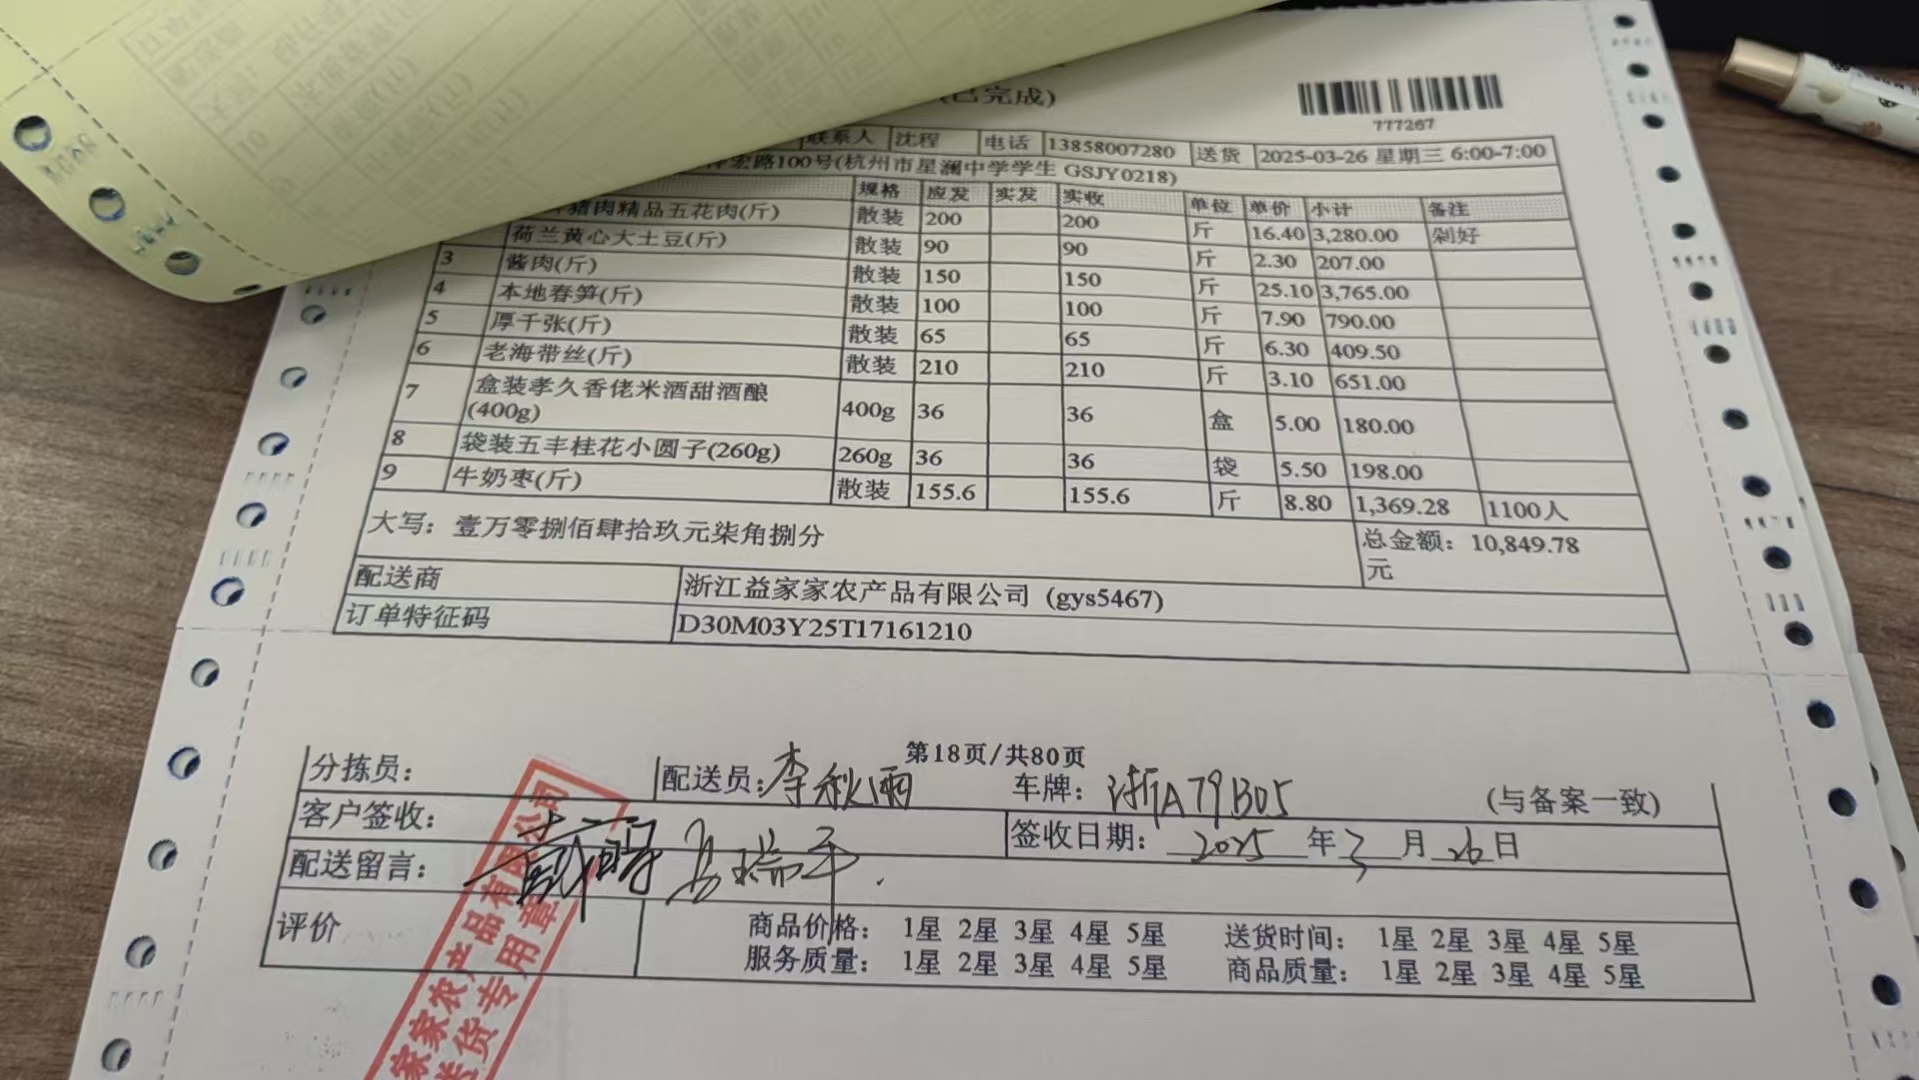 (已完成)
777267
联系人 沈程 电话 13858007280 送货 2025-03-26 星期三 6:00-7:00
宏路100号(杭州市星澜中学学生 GSJY0218)
规格 应发 实发 实收 单位 单价 小计 备注
猪肉精品五花肉(斤) 散装 200 200 斤 16.40 3,280.00 剁好
荷兰黄心大土豆(斤) 散装 90 90 斤 2.30 207.00
3 酱肉(斤) 散装 150 150 斤 25.10 3,765.00
4 本地春笋(斤) 散装 100 100 斤 7.90 790.00
5 厚千张(斤) 散装 65 65 斤 6.30 409.50
6 老海带丝(斤) 散装 210 210 斤 3.10 651.00
7 盒装孝久香佬米酒甜酒酿 400g 36 36 盒 5.00 180.00
(400g)
8 袋装五丰桂花小圆子(260g) 260g 36 36 袋 5.50 198.00
9 牛奶枣(斤) 散装 155.6 155.6 斤 8.80 1,369.28 1100人
大写：壹万零捌佰肆拾玖元柒角捌分 总金额：10,849.78
元
配送商 浙江益家家农产品有限公司 (gys5467)
订单特征码 D30M03Y25T17161210
第18页/共80页
分拣员： 配送员：李秋雨 车牌：浙A79B05 (与备案一致)
客户签收： 签收日期：2025年3月26日
配送留言：
评价 商品价格： 1星 2星 3星 4星 5星 送货时间： 1星 2星 3星 4星 5星
服务质量： 1星 2星 3星 4星 5星 商品质量： 1星 2星 3星 4星 5星
家家农产品有限公司
货专用章